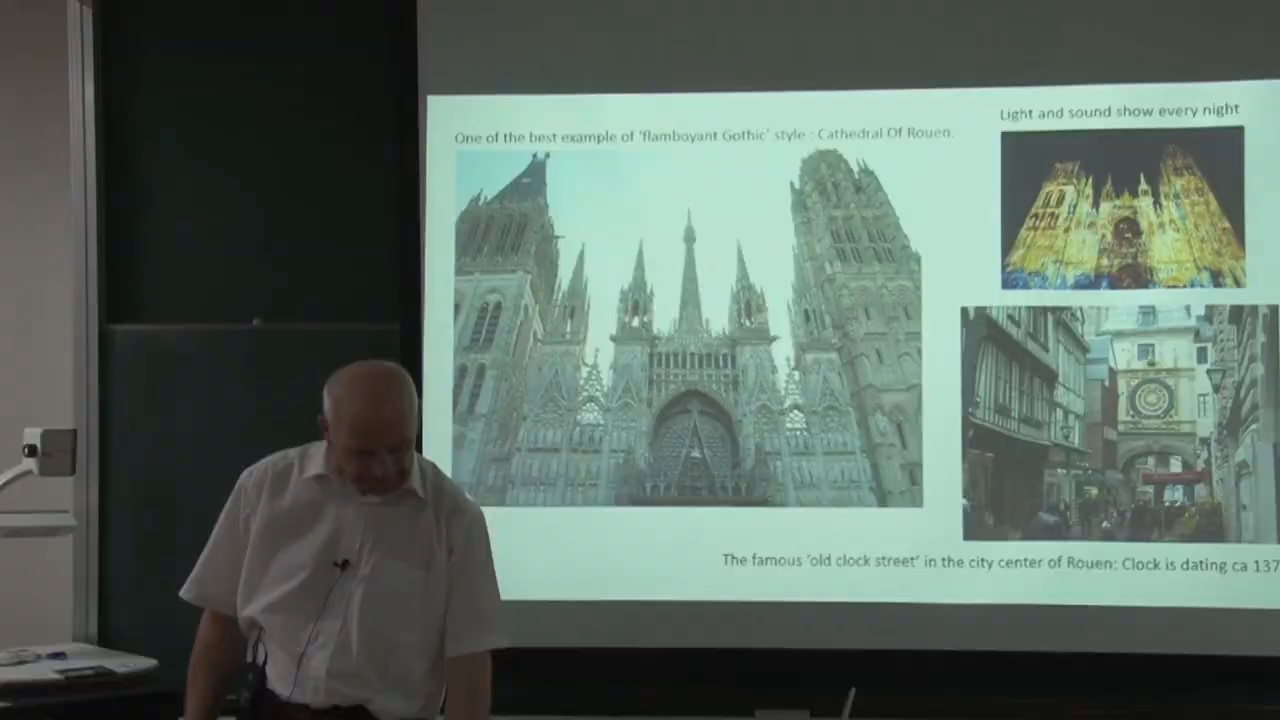 One of the best example of 'flamboyant Gothic' style : Cathedral Of Rouen.
Light and sound show every night
The famous 'old clock street' in the city center of Rouen: Clock is dating ca 137